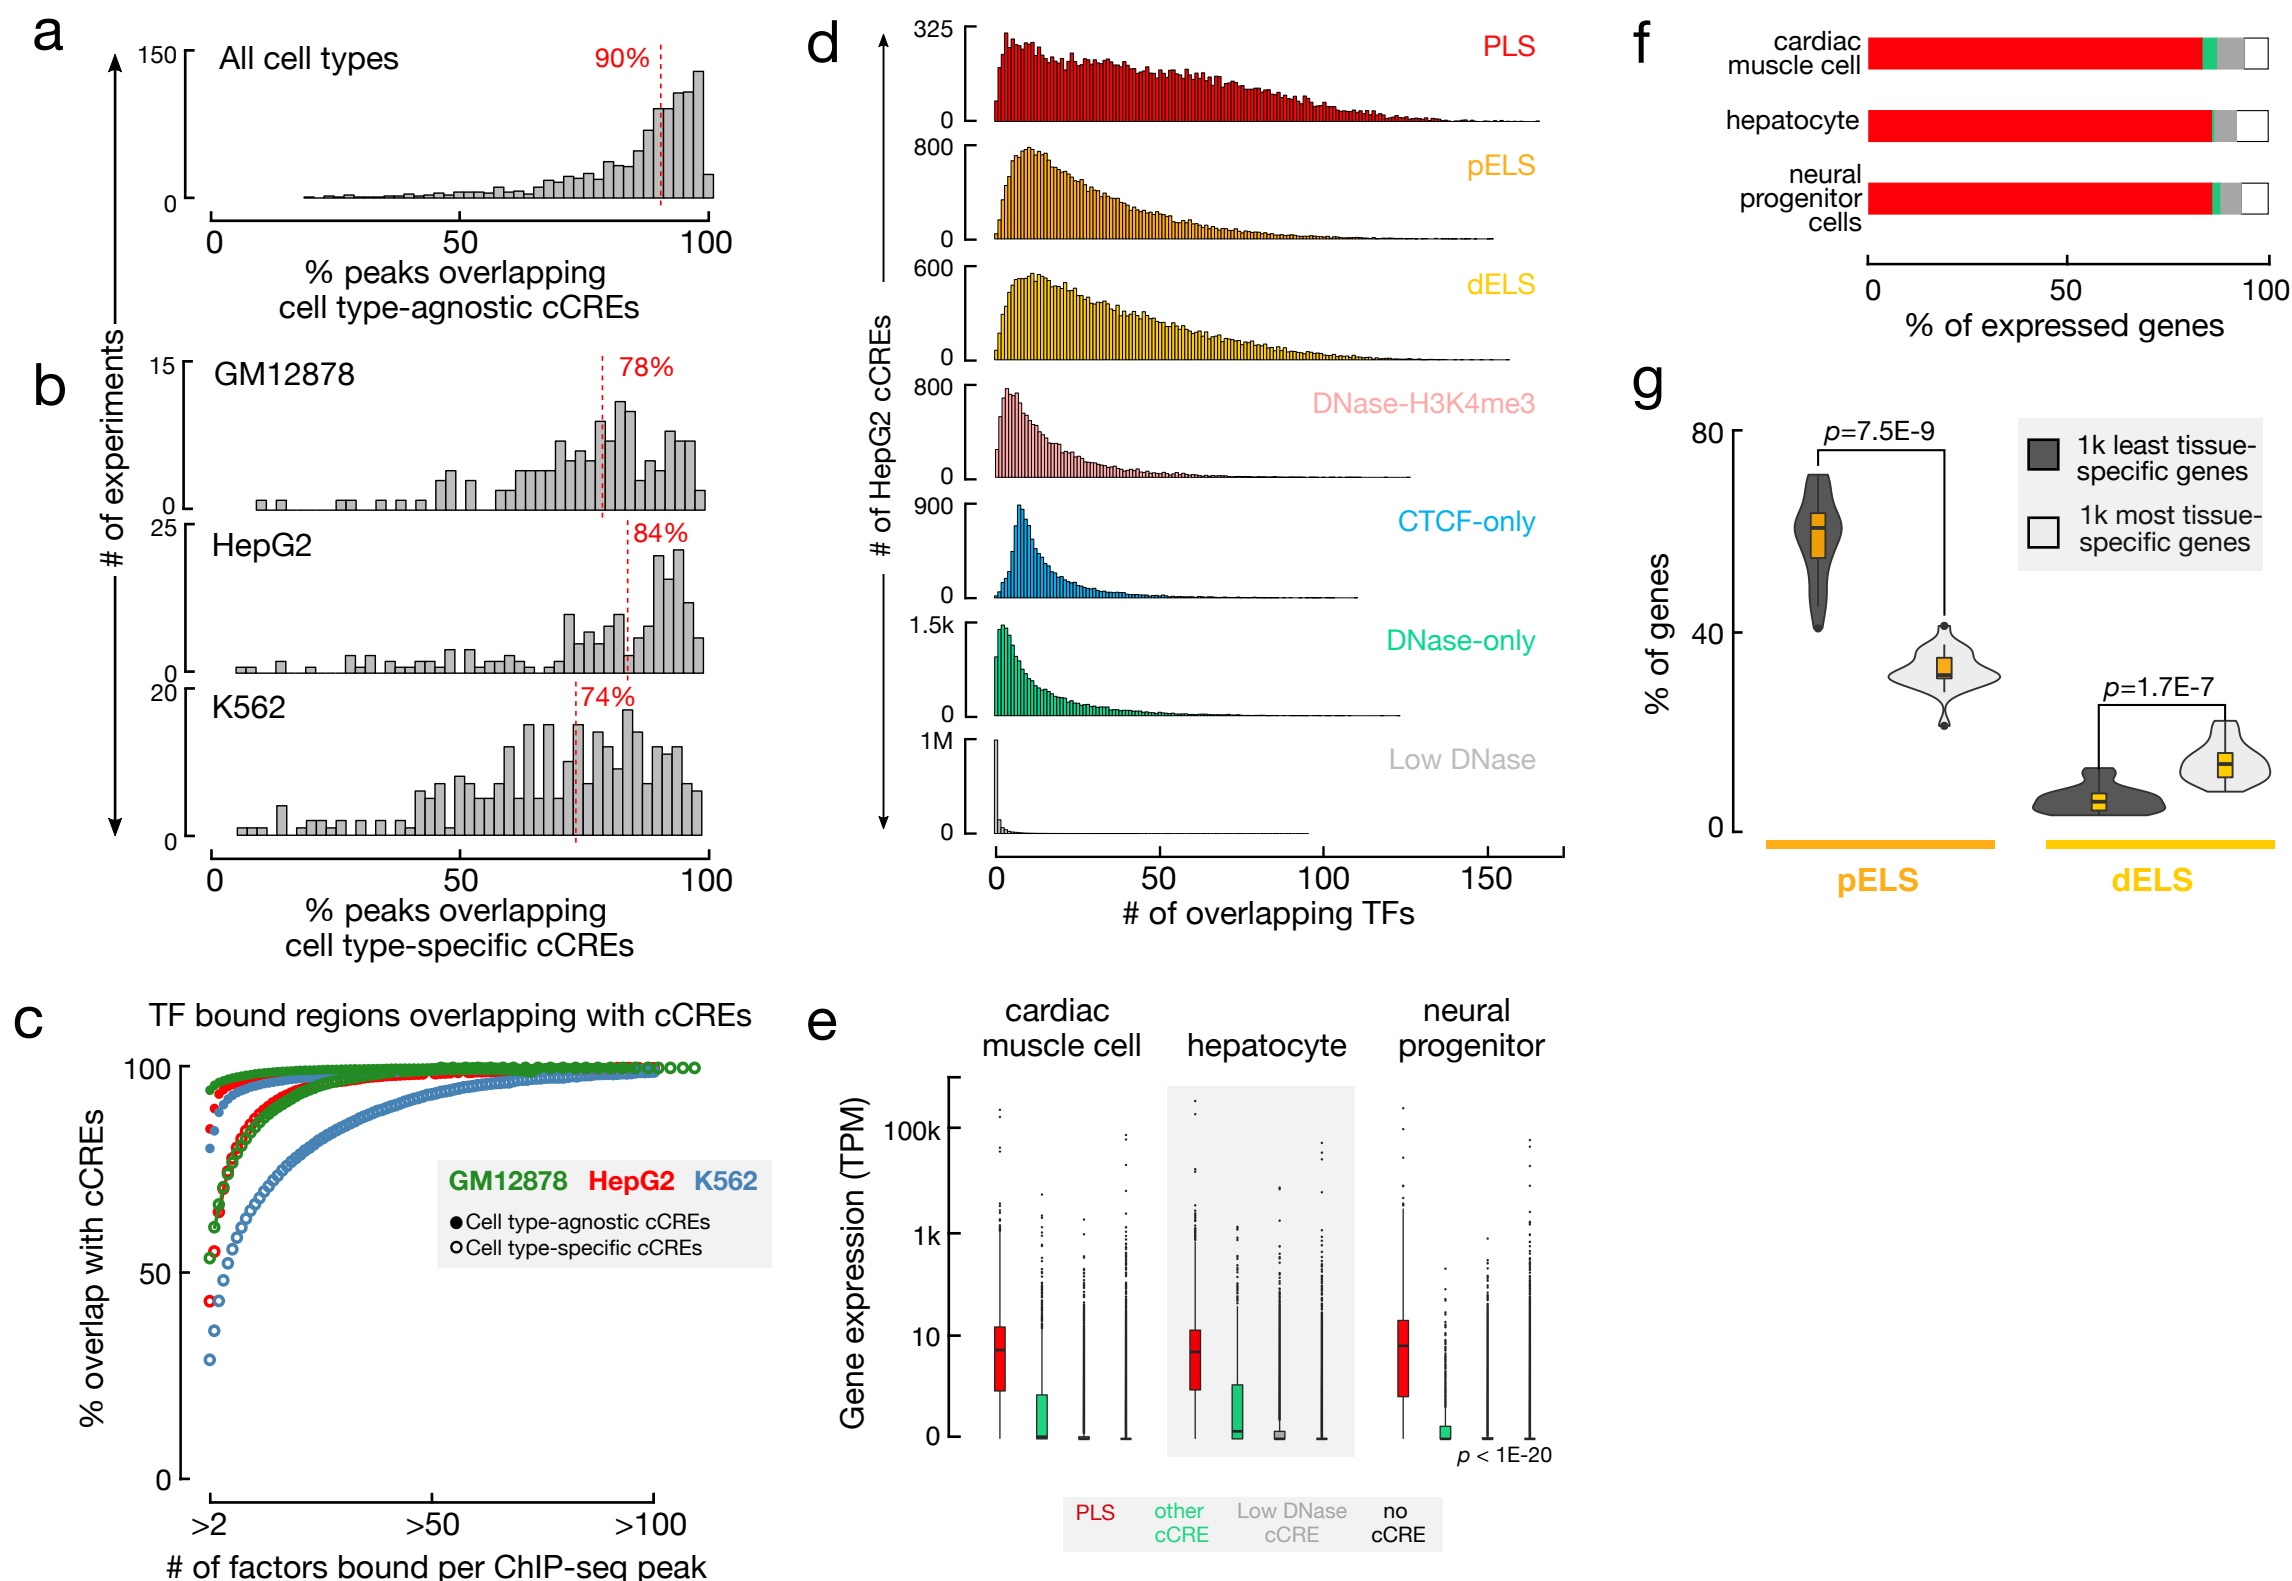 a
# of experiments
All cell types
90%
150
0
0
50
100
% peaks overlapping
cell type-agnostic cCREs
b
GM12878
78%
15
0
HepG2
84%
25
0
K562
74%
20
0
0
50
100
% peaks overlapping
cell type-specific cCREs
c
TF bound regions overlapping with cCREs
% overlap with cCREs
100
50
0
GM12878 HepG2 K562
Cell type-agnostic cCREs
Cell type-specific cCREs
>2
>50
>100
# of factors bound per ChIP-seq peak
d
# of HepG2 cCREs
325
0
PLS
800
0
pELS
600
0
dELS
800
0
DNase-H3K4me3
900
0
CTCF-only
1.5k
0
DNase-only
1M
0
Low DNase
0
50
100
150
# of overlapping TFs
e
cardiac
muscle cell
hepatocyte
neural
progenitor
Gene expression (TPM)
100k
1k
10
0
p < 1E-20
PLS
other
cCRE
Low DNase
cCRE
no
cCRE
f
cardiac
muscle cell
hepatocyte
neural
progenitor
cells
0
50
100
% of expressed genes
g
% of genes
80
40
0
p=7.5E-9
1k least tissue-
specific genes
1k most tissue-
specific genes
p=1.7E-7
pELS
dELS